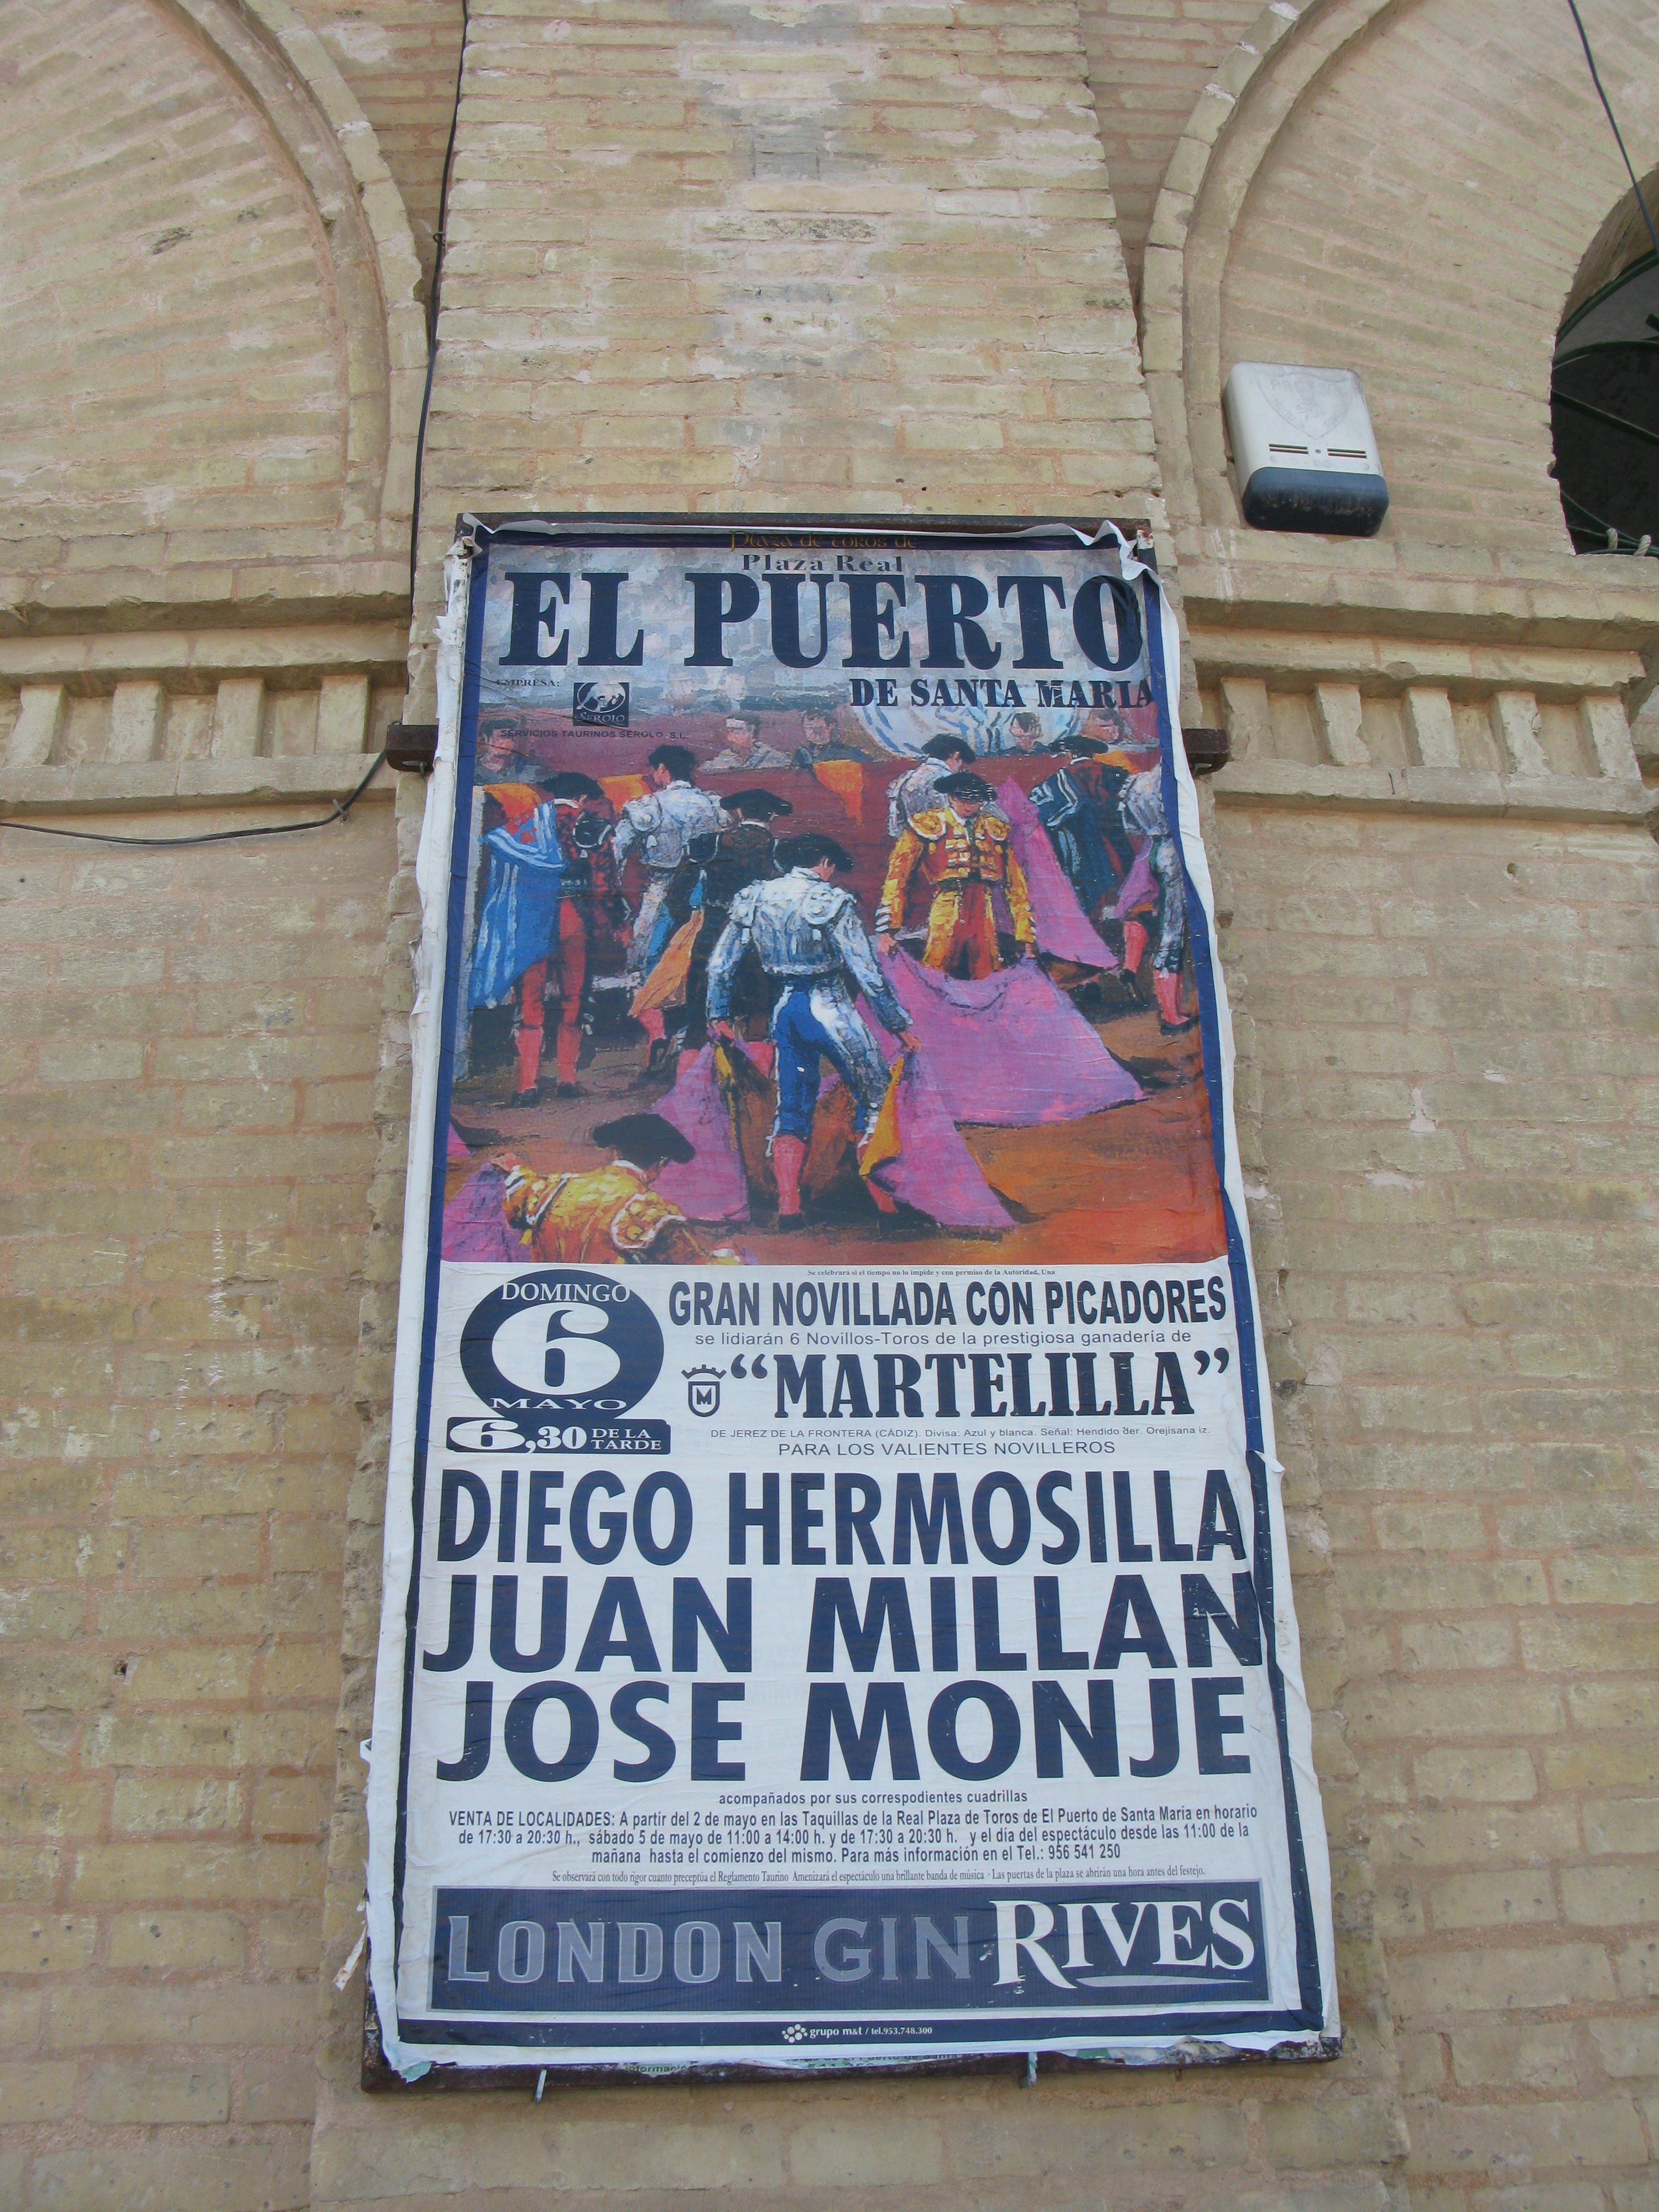 Plaza de toros de
Plaza Real
EL PUERTO
DE SANTA MARIA
EMPRESA:
SEROLO
SERVICIOS TAURINOS SEROLO, S.L.
Se celebrará si el tiempo no lo impide y con permiso de la Autoridad, Una
DOMINGO
6
MAYO
6,30 DE LA TARDE
GRAN NOVILLADA CON PICADORES
se lidiarán 6 Novillos-Toros de la prestigiosa ganadería de
M
“MARTELILLA”
DE JEREZ DE LA FRONTERA (CÁDIZ). Divisa: Azul y blanca. Señal: Hendido der. Orejisana iz.
PARA LOS VALIENTES NOVILLEROS
DIEGO HERMOSILLA
JUAN MILLAN
JOSE MONJE
acompañados por sus correspodientes cuadrillas
VENTA DE LOCALIDADES: A partir del 2 de mayo en las Taquillas de la Real Plaza de Toros de El Puerto de Santa Maria en horario
de 17:30 a 20:30 h., sábado 5 de mayo de 11:00 a 14:00 h. y de 17:30 a 20:30 h. y el día del espectáculo desde las 11:00 de la
mañana hasta el comienzo del mismo. Para más información en el Tel.: 956 541 250
Se observará con todo rigor cuanto preceptúa el Reglamento Taurino Amenizará el espectáculo una brillante banda de música · Las puertas de la plaza se abrirán una hora antes del festejo.
LONDON GIN RIVES
grupo m&t / tel.953.748.300